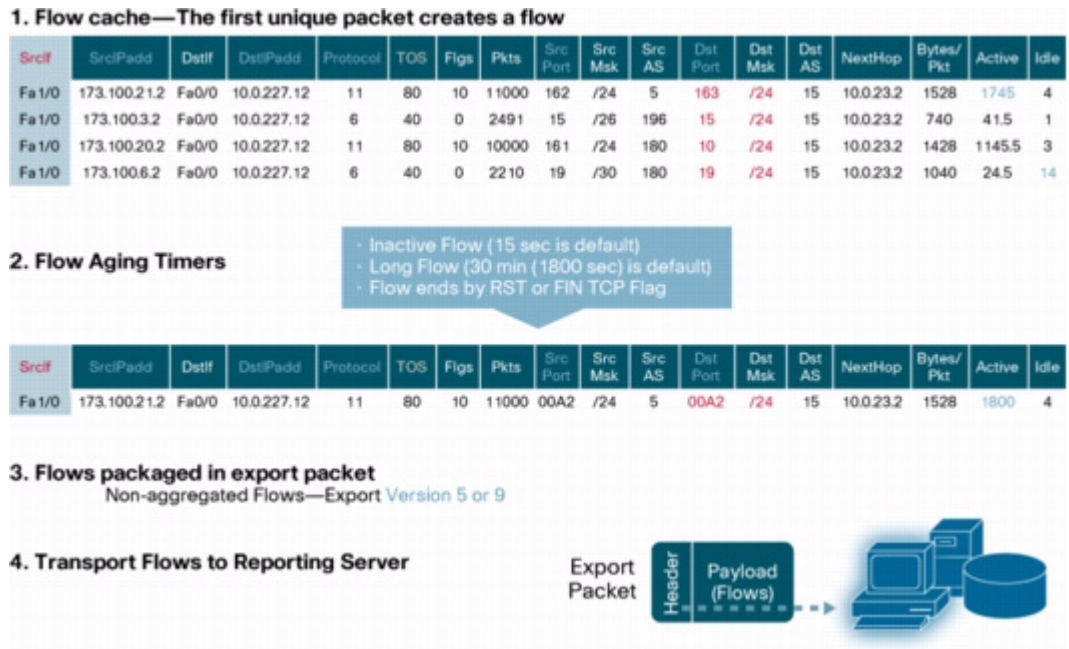 1. Flow cache—The first unique packet creates a flow
SrcIf SrcIPadd DstIf DstIPadd Protocol TOS Flgs Pkts Src Port Src Msk Src AS Dst Port Dst Msk Dst AS NextHop Bytes/Pkt Active Idle
Fa1/0 173.100.21.2 Fa0/0 10.0.227.12 11 80 10 11000 162 /24 5 163 /24 15 10.0.23.2 1528 1745 4
Fa1/0 173.100.3.2 Fa0/0 10.0.227.12 6 40 0 2491 15 /26 196 15 /24 15 10.0.23.2 740 41.5 1
Fa1/0 173.100.20.2 Fa0/0 10.0.227.12 11 80 10 10000 161 /24 180 10 /24 15 10.0.23.2 1428 1145.5 3
Fa1/0 173.100.6.2 Fa0/0 10.0.227.12 6 40 0 2210 19 /30 180 19 /24 15 10.0.23.2 1040 24.5 14
· Inactive Flow (15 sec is default)
2. Flow Aging Timers
· Long Flow (30 min (1800 sec) is default)
· Flow ends by RST or FIN TCP Flag
SrcIf SrcIPadd DstIf DstIPadd Protocol TOS Flgs Pkts Src Port Src Msk Src AS Dst Port Dst Msk Dst AS NextHop Bytes/Pkt Active Idle
Fa1/0 173.100.21.2 Fa0/0 10.0.227.12 11 80 10 11000 00A2 /24 5 00A2 /24 15 10.0.23.2 1528 1800 4
3. Flows packaged in export packet
Non-aggregated Flows—Export Version 5 or 9
4. Transport Flows to Reporting Server
Export
Packet
Header
Payload
(Flows)